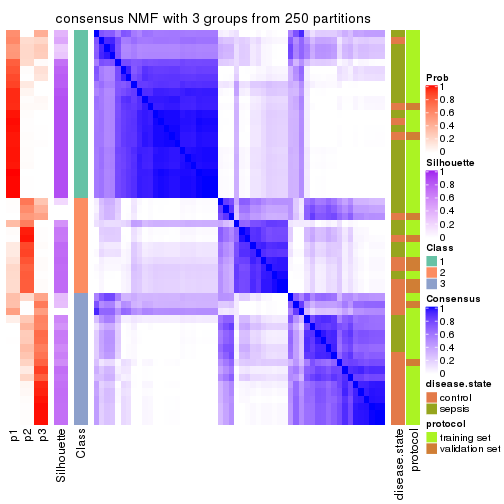 consensus NMF with 3 groups from 250 partitions
Prob
1
0.8
0.6
0.4
0.2
0
Silhouette
1
0.8
0.6
0.4
0.2
0
Class
1
2
3
Consensus
1
0.8
0.6
0.4
0.2
0
disease.state
control
sepsis
protocol
training set
validation set
p1
p2
p3
Silhouette
Class
disease.state
protocol